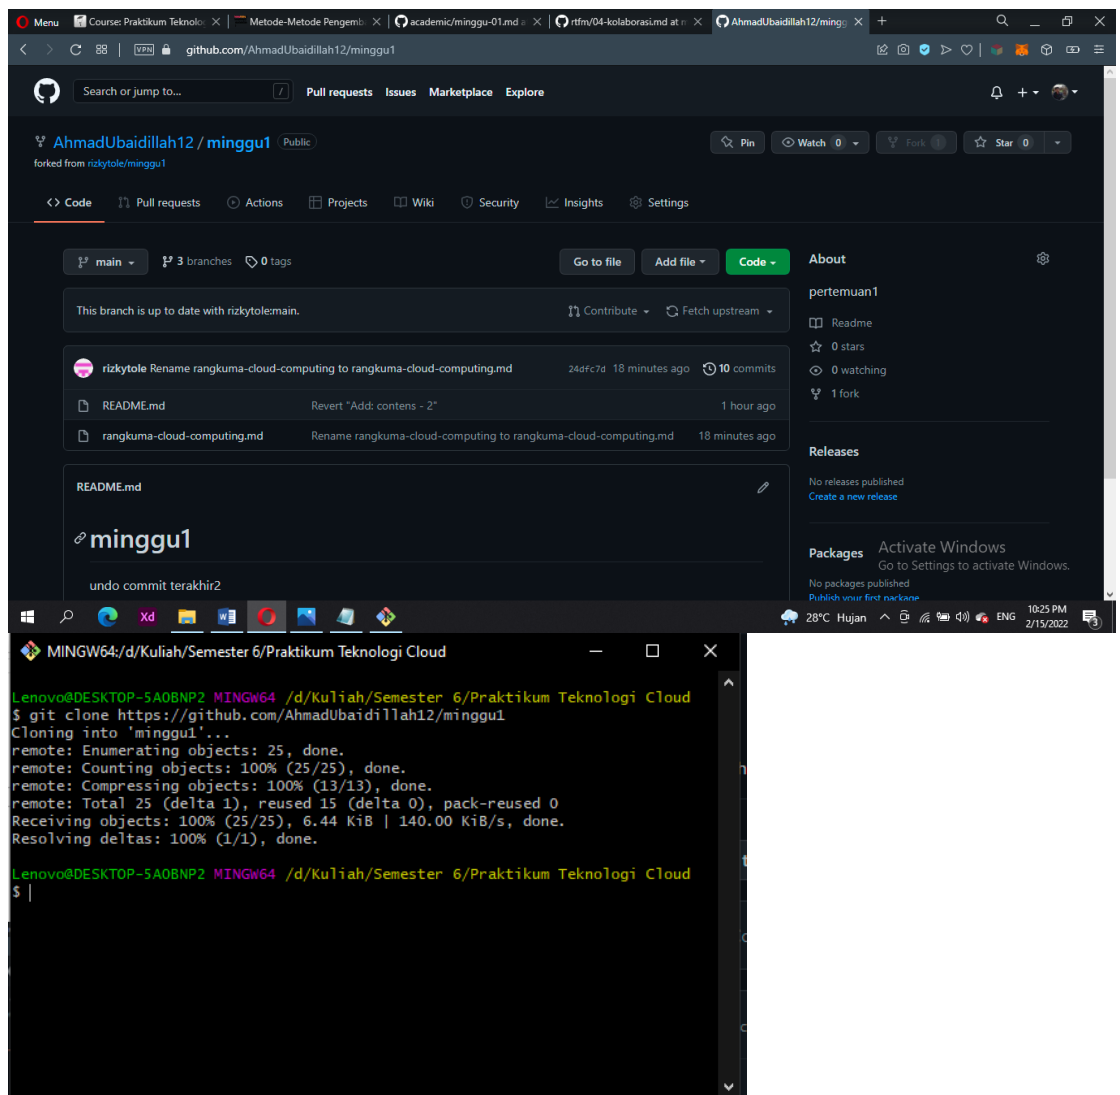 Menu Course: Praktikum Teknolo Metode-Metode Pengemb academic/minggu-01.md a rtfm/04-kolaborasi.md at AhmadUbaidillah12/mingg
VPN github.com/AhmadUbaidillah12/minggu1
Search or jump to... / Pull requests Issues Marketplace Explore
AhmadUbaidillah12 / minggu1 Public Pin Watch 0 Fork 1 Star 0
forked from rizkytole/minggu1
<> Code Pull requests Actions Projects Wiki Security Insights Settings
main 3 branches 0 tags Go to file Add file Code About
pertemuan1
This branch is up to date with rizkytole:main. Contribute Fetch upstream
Readme
0 stars
rizkytole Rename rangkuma-cloud-computing to rangkuma-cloud-computing.md 24dfc7d 18 minutes ago 10 commits
0 watching
1 fork
README.md Revert "Add: contens - 2" 1 hour ago
rangkuma-cloud-computing.md Rename rangkuma-cloud-computing to rangkuma-cloud-computing.md 18 minutes ago
Releases
README.md
No releases published
Create a new release
minggu1
Packages
Activate Windows
Go to Settings to activate Windows.
undo commit terakhir2
No packages published
Publish your first package
Xd 28°C Hujan ENG 10:25 PM
2/15/2022 3
MINGW64:/d/Kuliah/Semester 6/Praktikum Teknologi Cloud
Lenovo@DESKTOP-5AOBNP2 MINGW64 /d/Kuliah/Semester 6/Praktikum Teknologi Cloud
$ git clone https://github.com/AhmadUbaidillah12/minggu1
Cloning into 'minggu1'...
remote: Enumerating objects: 25, done.
remote: Counting objects: 100% (25/25), done.
remote: Compressing objects: 100% (13/13), done.
remote: Total 25 (delta 1), reused 15 (delta 0), pack-reused 0
Receiving objects: 100% (25/25), 6.44 KiB | 140.00 KiB/s, done.
Resolving deltas: 100% (1/1), done.
Lenovo@DESKTOP-5AOBNP2 MINGW64 /d/Kuliah/Semester 6/Praktikum Teknologi Cloud
$